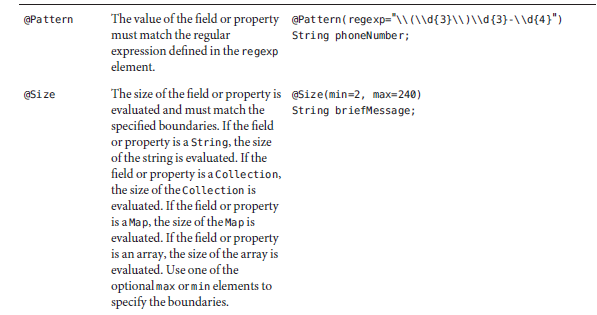 @Pattern The value of the field or property @Pattern(regexp="\\(\\d{3}\\)\\d{3}-\\d{4}")
must match the regular String phoneNumber;
expression defined in the regexp
element.
@Size The size of the field or property is @Size(min=2, max=240)
evaluated and must match the String briefMessage;
specified boundaries. If the field
or property is a String, the size
of the string is evaluated. If the
field or property is a Collection,
the size of the Collection is
evaluated. If the field or property
is a Map, the size of the Map is
evaluated. If the field or property
is an array, the size of the array is
evaluated. Use one of the
optional max or min elements to
specify the boundaries.